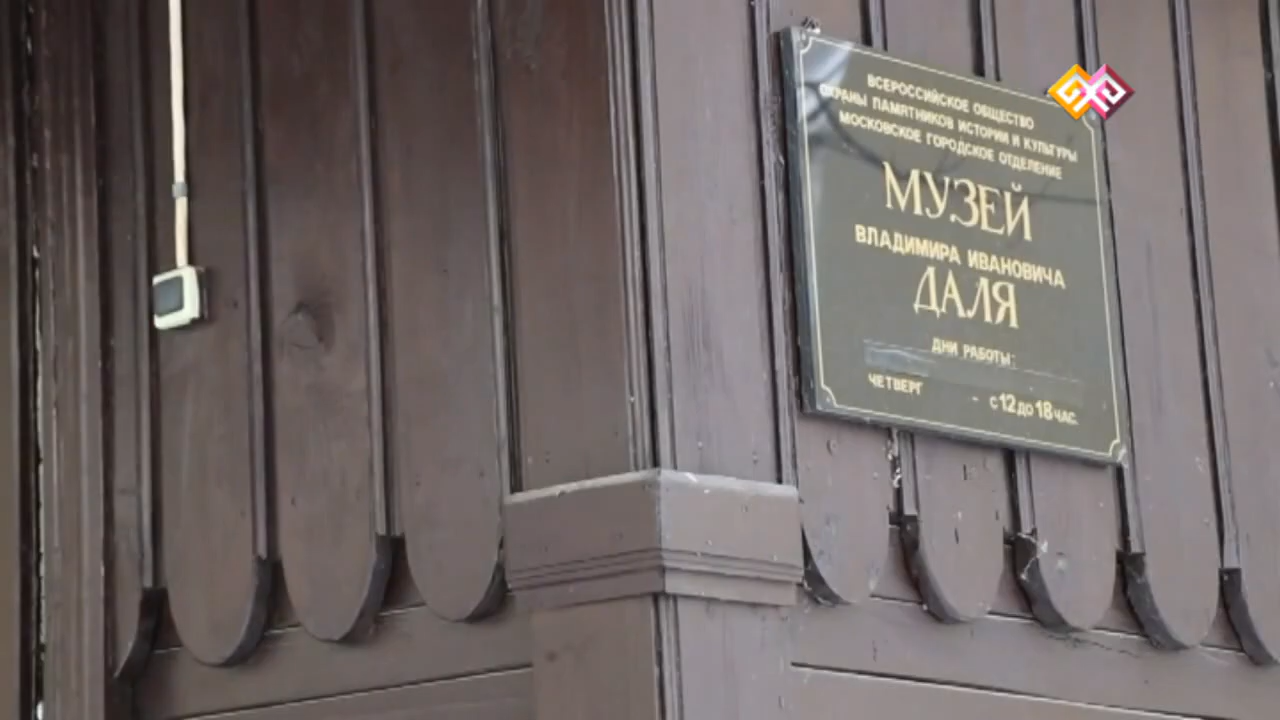 ВСЕРОССИЙСКОЕ ОБЩЕСТВО
ОХРАНЫ ПАМЯТНИКОВ ИСТОРИИ И КУЛЬТУРЫ
МОСКОВСКОЕ ГОРОДСКОЕ ОТДЕЛЕНИЕ
МУЗЕЙ
ВЛАДИМИРА ИВАНОВИЧА
ДАЛЯ
ДНИ РАБОТЫ:
ЧЕТВЕРГ - С 12 ДО 18 ЧАС.